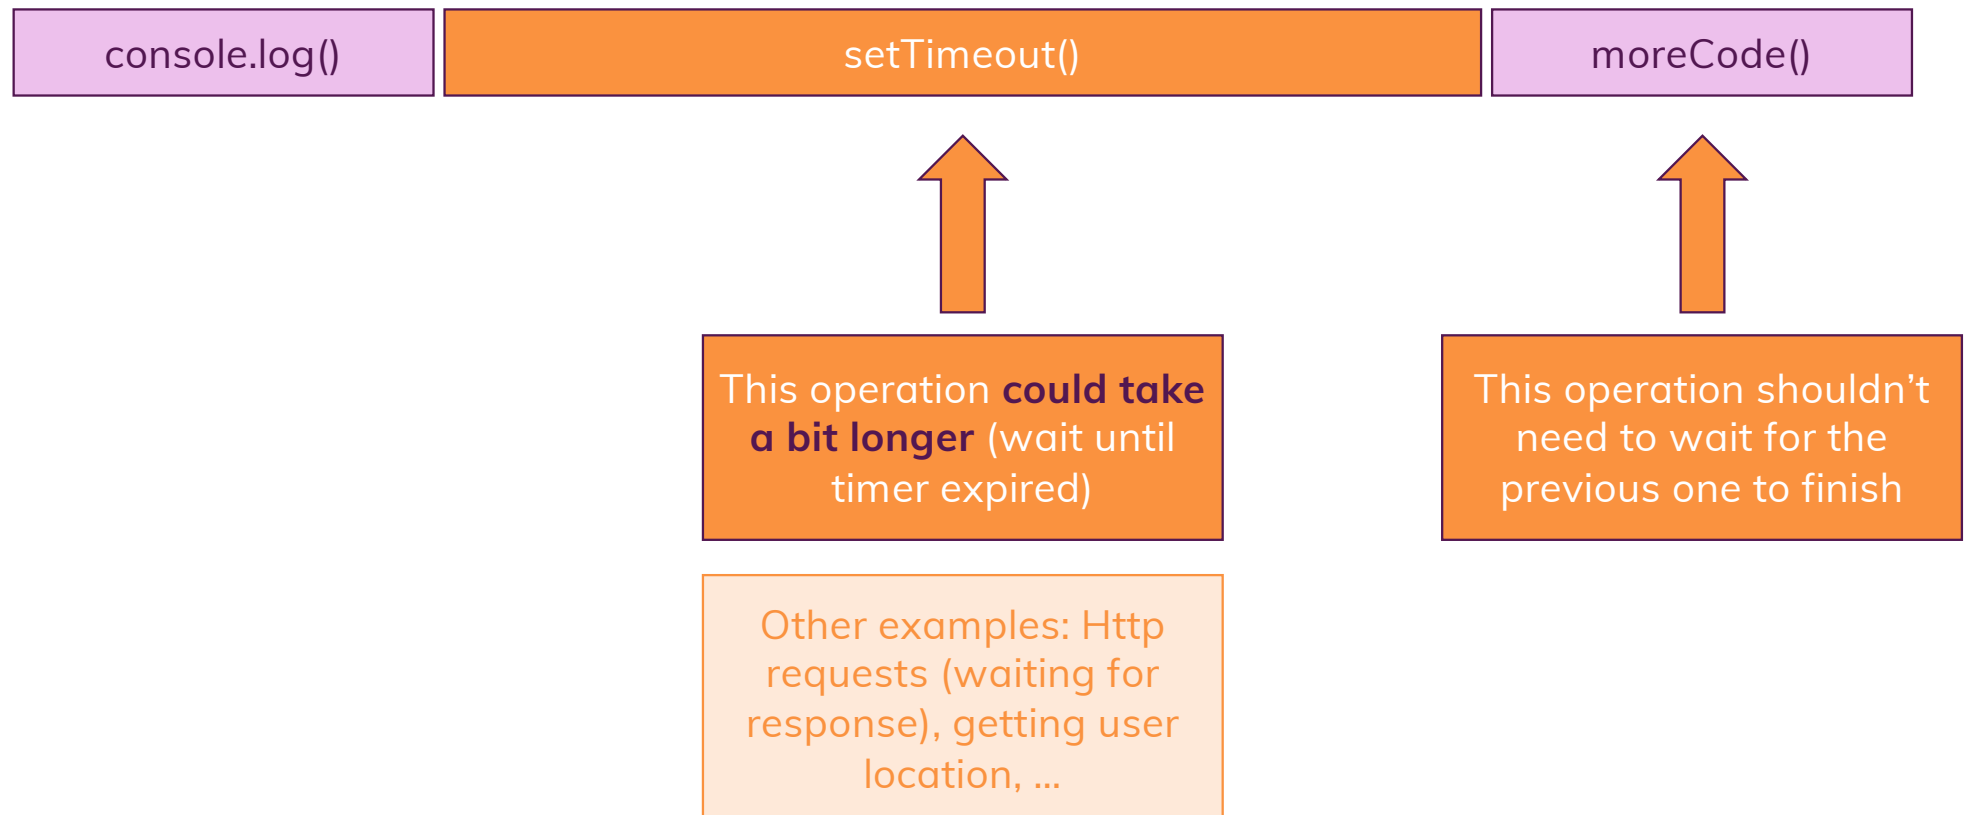 console.log()
setTimeout()
moreCode()
This operation could take
a bit longer (wait until
timer expired)
This operation shouldn’t
need to wait for the
previous one to finish
Other examples: Http
requests (waiting for
response), getting user
location, ...